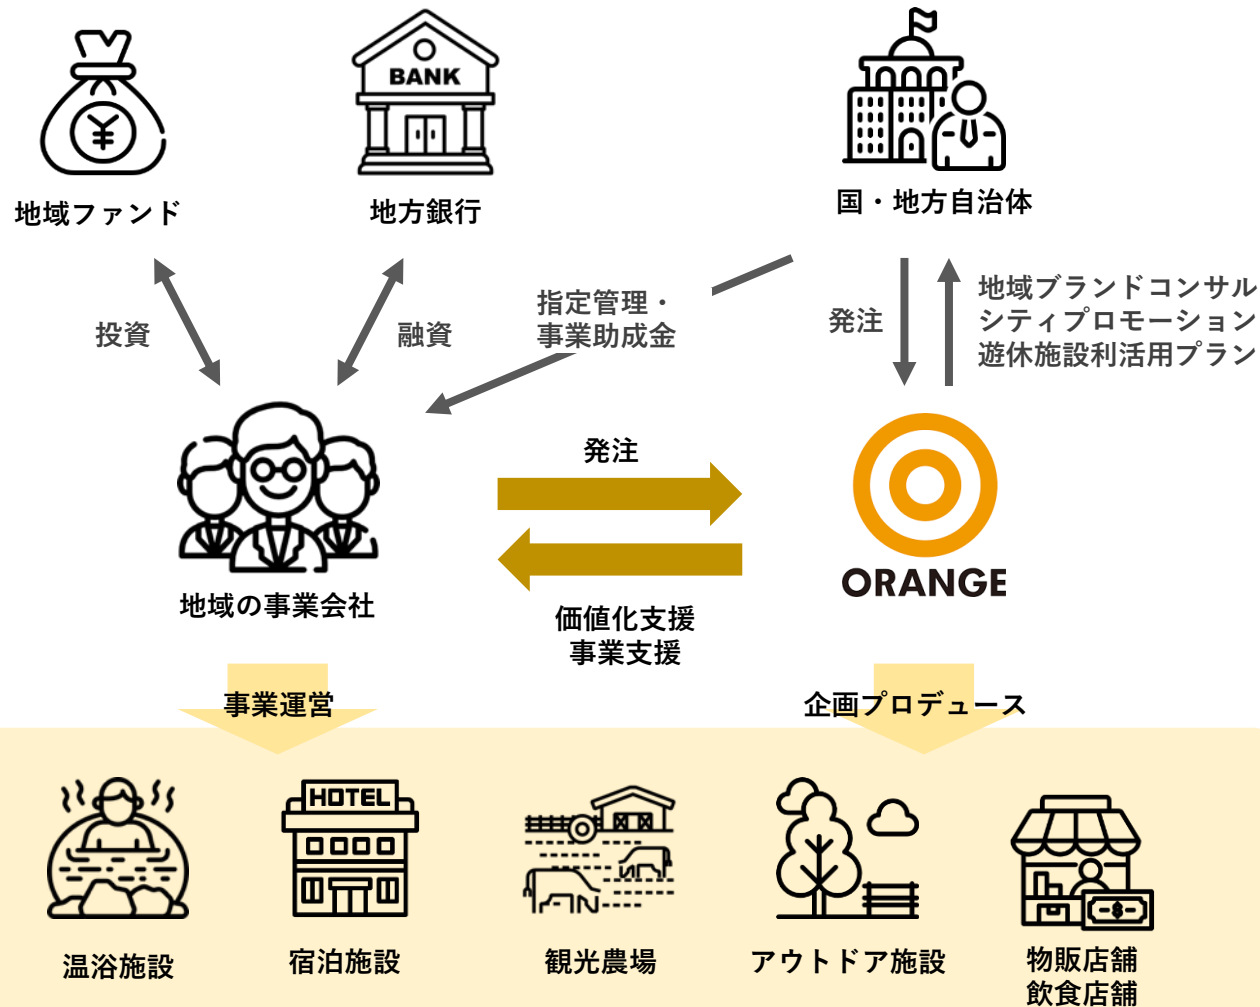 BANK
地域ファンド
地方銀行
国・地方自治体
投資
融資
指定管理・
事業助成金
発注
地域ブランドコンサル
シティプロモーション
遊休施設利活用プラン
発注
ORANGE
価値化支援
事業支援
地域の事業会社
事業運営
企画プロデュース
HOTEL
温浴施設
宿泊施設
観光農場
アウトドア施設
物販店舗
飲食店舗